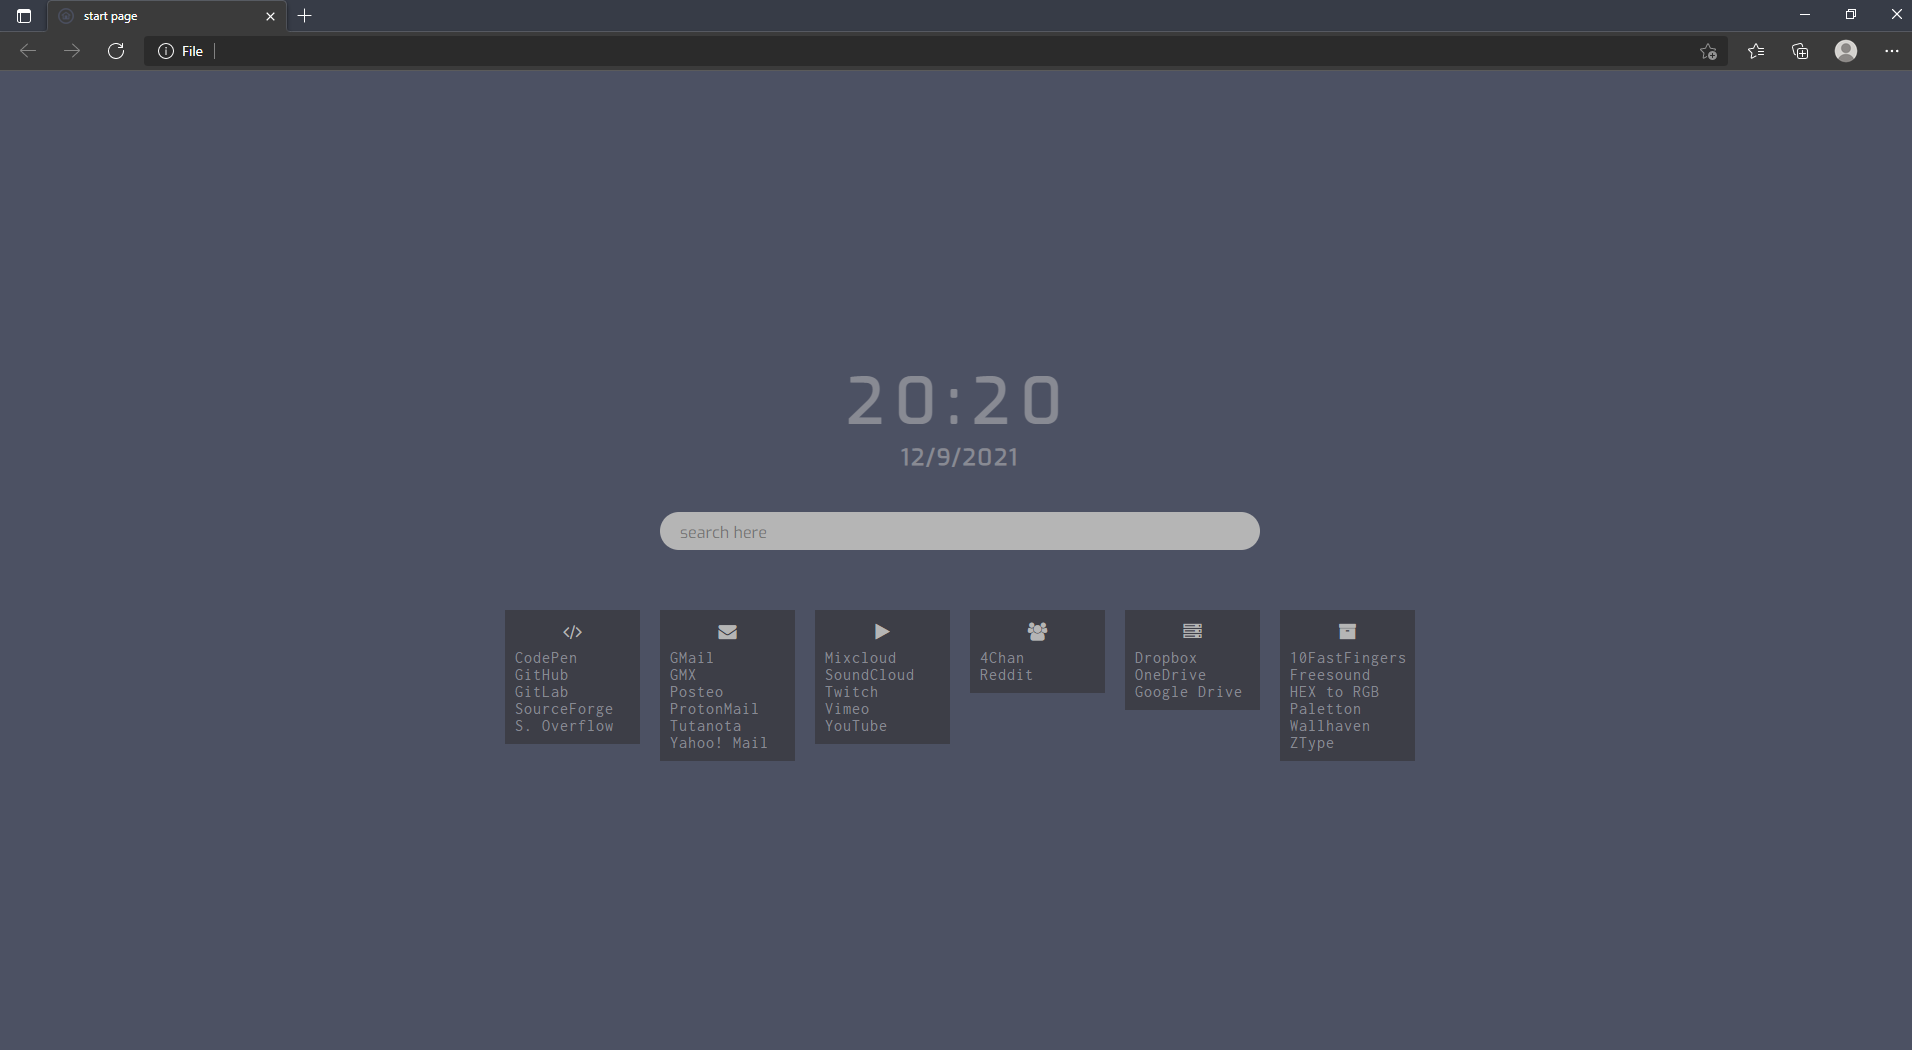 start page
File
20:20
12/9/2021
search here
CodePen
GitHub
GitLab
SourceForge
S. Overflow
GMail
GMX
Posteo
ProtonMail
Tutanota
Yahoo! Mail
Mixcloud
SoundCloud
Twitch
Vimeo
YouTube
4Chan
Reddit
Dropbox
OneDrive
Google Drive
10FastFingers
Freesound
HEX to RGB
Paletton
Wallhaven
ZType